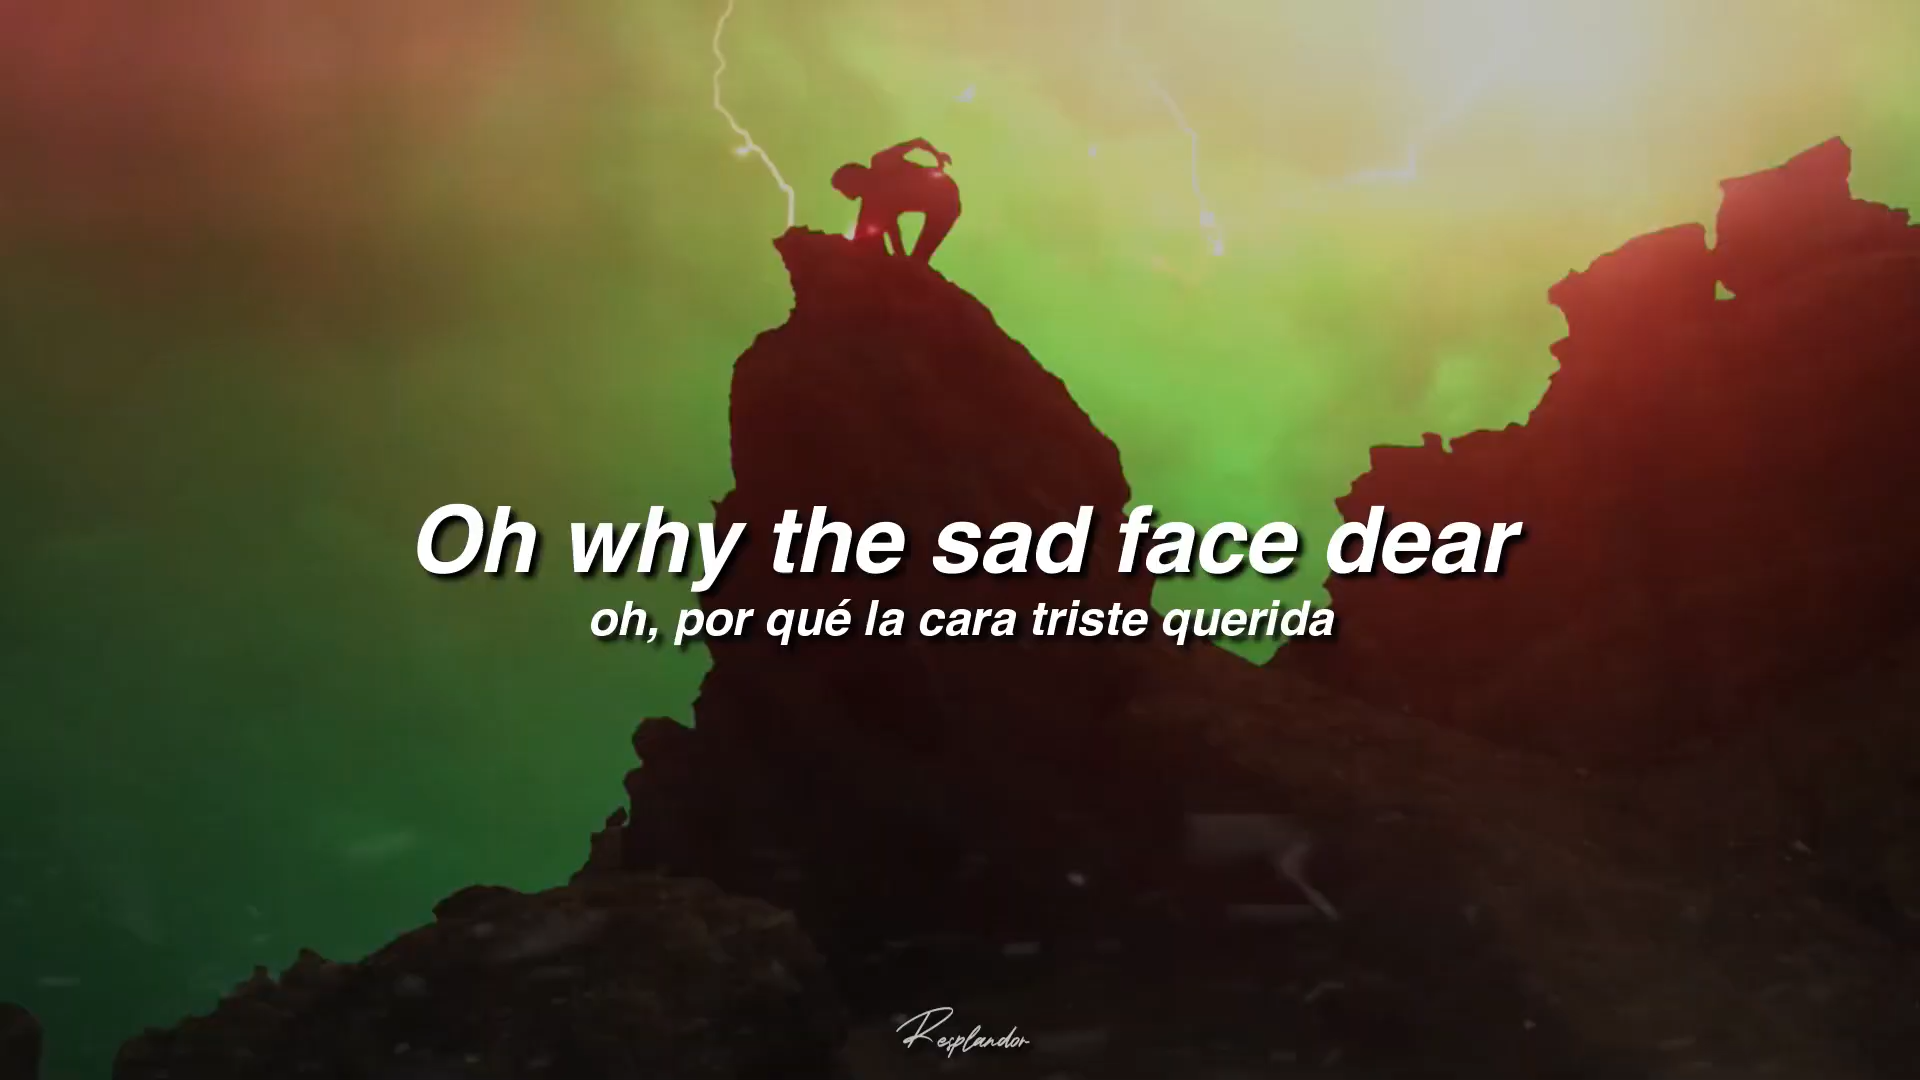 Oh why the sad face dear
oh, por qué la cara triste querida
Resplandor